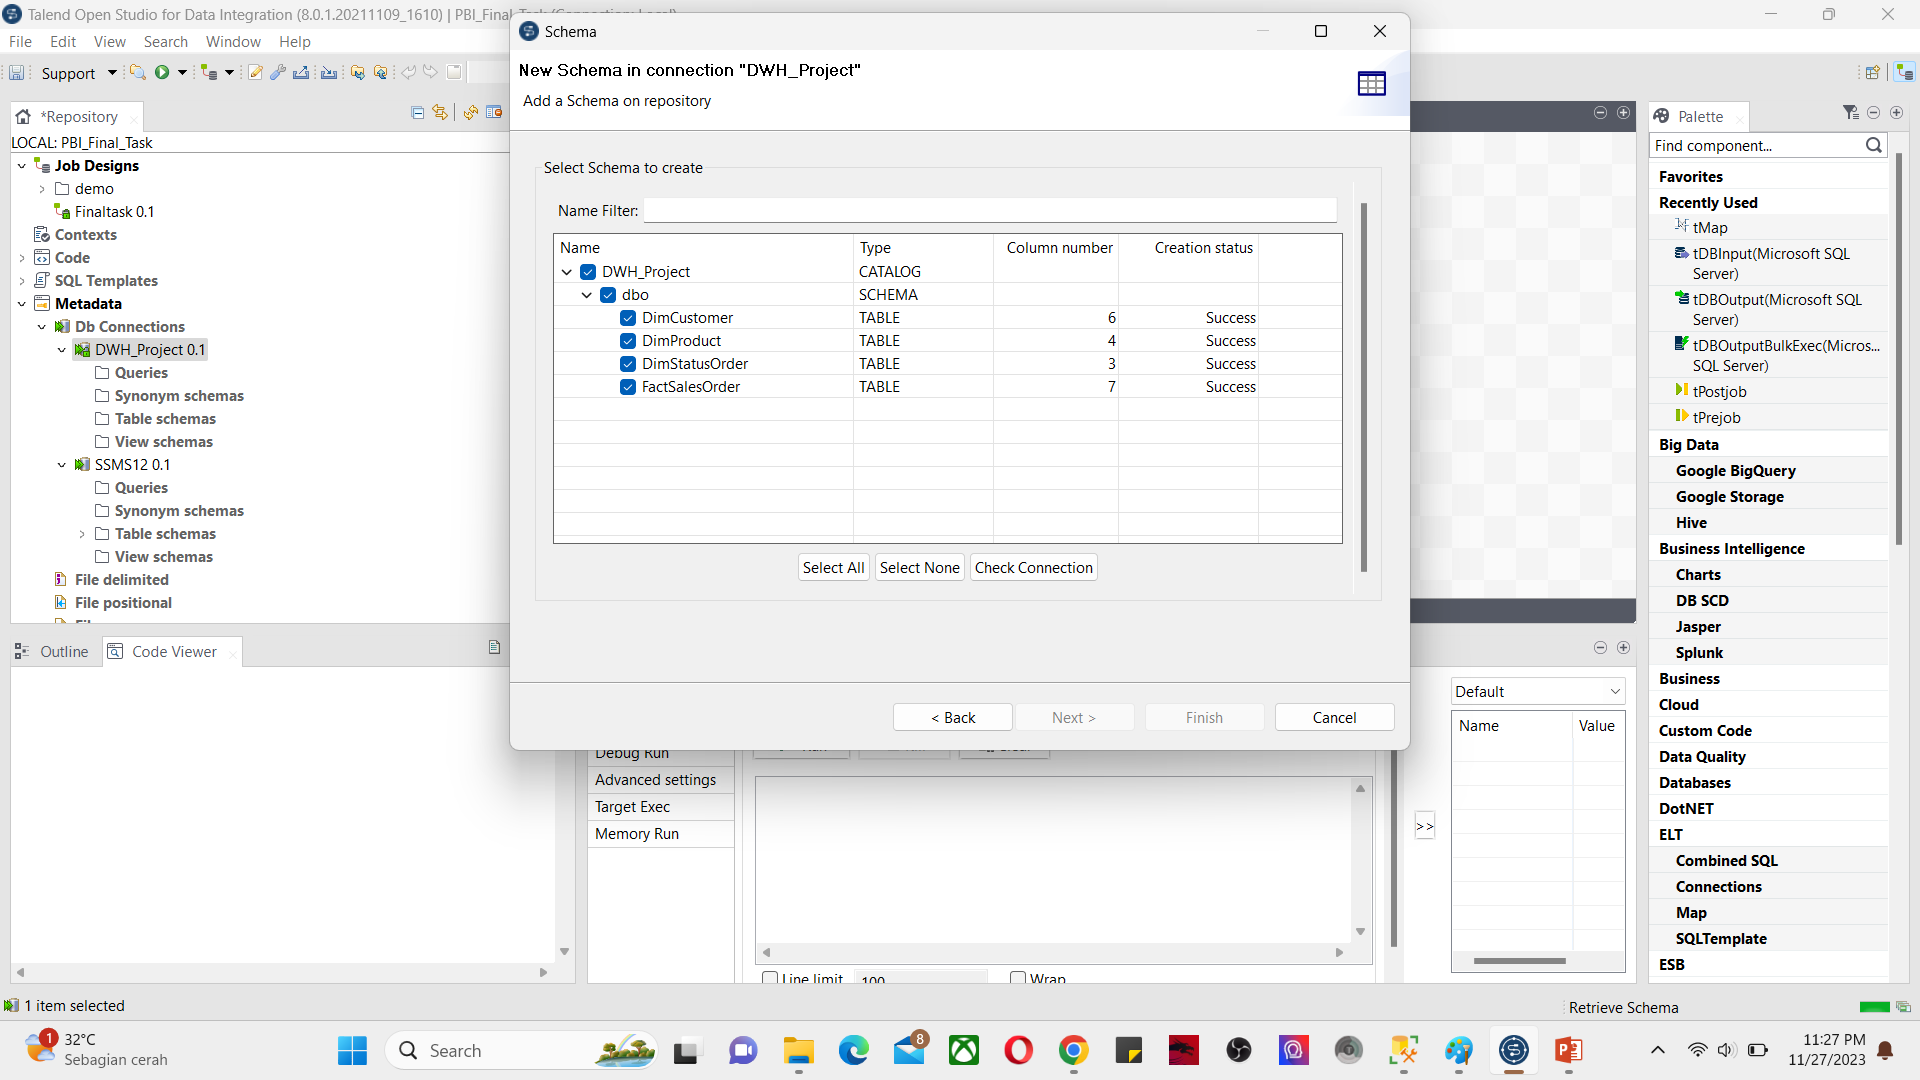 Talend Open Studio for Data Integration (8.0.1.20211109_1610) | PBI_Final_
File Edit View Search Window Help
Support
*Repository
LOCAL: PBI_Final_Task
Job Designs
demo
Finaltask 0.1
Contexts
Code
SQL Templates
Metadata
Db Connections
DWH_Project 0.1
Queries
Synonym schemas
Table schemas
View schemas
SSMS12 0.1
Queries
Synonym schemas
Table schemas
View schemas
File delimited
File positional
Outline Code Viewer
Schema
New Schema in connection "DWH_Project"
Add a Schema on repository
Select Schema to create
Name Filter:
Name Type Column number Creation status
DWH_Project CATALOG
dbo SCHEMA
DimCustomer TABLE 6 Success
DimProduct TABLE 4 Success
DimStatusOrder TABLE 3 Success
FactSalesOrder TABLE 7 Success
Select All Select None Check Connection
< Back Next > Finish Cancel
Debug Run
Advanced settings
Target Exec
Memory Run
Line limit 100 Wrap
>>
Default
Name Value
Palette
Find component...
Favorites
Recently Used
tMap
tDBInput(Microsoft SQL
Server)
tDBOutput(Microsoft SQL
Server)
tDBOutputBulkExec(Micros...
SQL Server)
tPostjob
tPrejob
Big Data
Google BigQuery
Google Storage
Hive
Business Intelligence
Charts
DB SCD
Jasper
Splunk
Business
Cloud
Custom Code
Data Quality
Databases
DotNET
ELT
Combined SQL
Connections
Map
SQLTemplate
ESB
1 item selected
Retrieve Schema
1
32°C
Sebagian cerah
Search
8
11:27 PM
11/27/2023